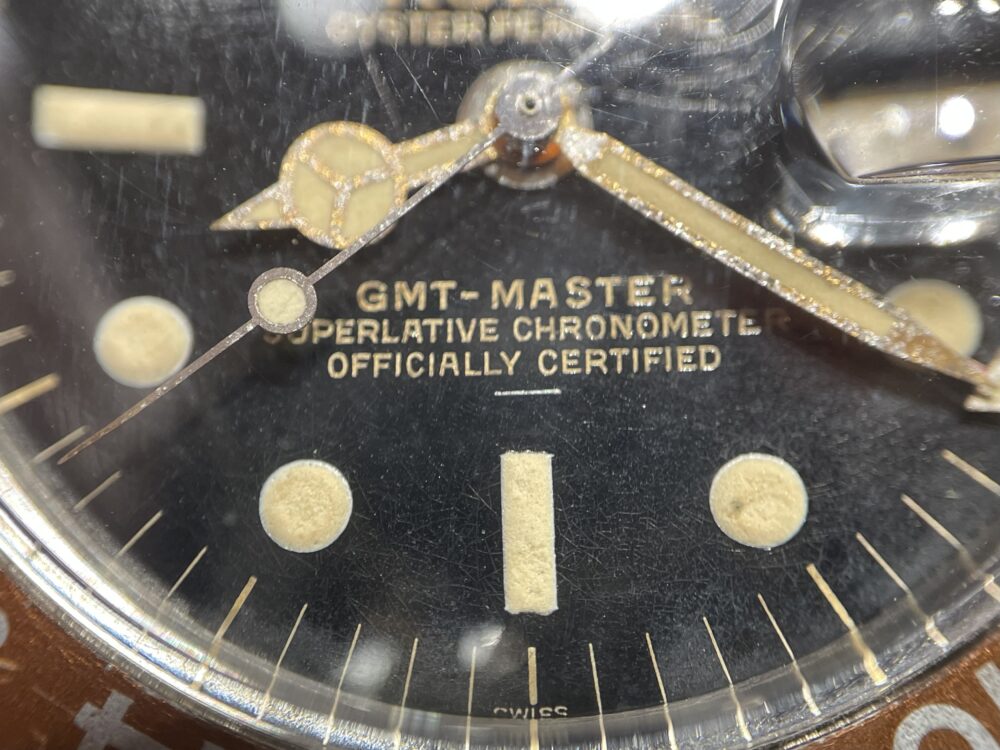 OYSTER PERPETUAL
GMT-MASTER
SUPERLATIVE CHRONOMETER
OFFICIALLY CERTIFIED
SWISS